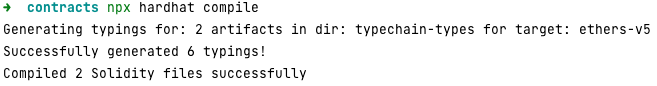 ➜  contracts npx hardhat compile
Generating typings for: 2 artifacts in dir: typechain-types for target: ethers-v5
Successfully generated 6 typings!
Compiled 2 Solidity files successfully